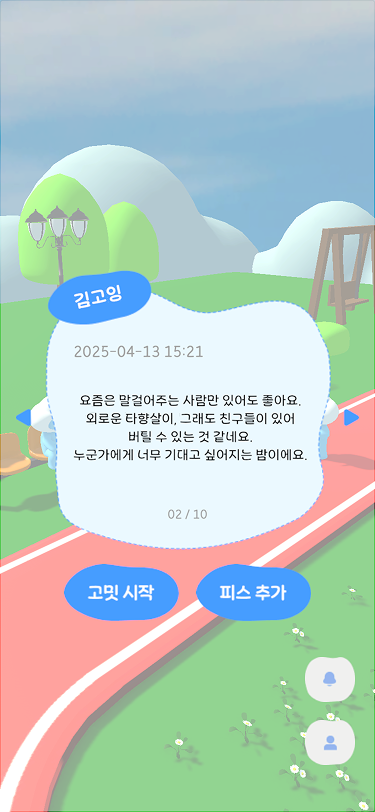 김고잉
2025-04-13 15:21
요즘은 말걸어주는 사람만 있어도 좋아요.
외로운 타향살이, 그래도 친구들이 있어
버틸 수 있는 것 같네요.
누군가에게 너무 기대고 싶어지는 밤이에요.
02 / 10
고밋 시작
피스 추가